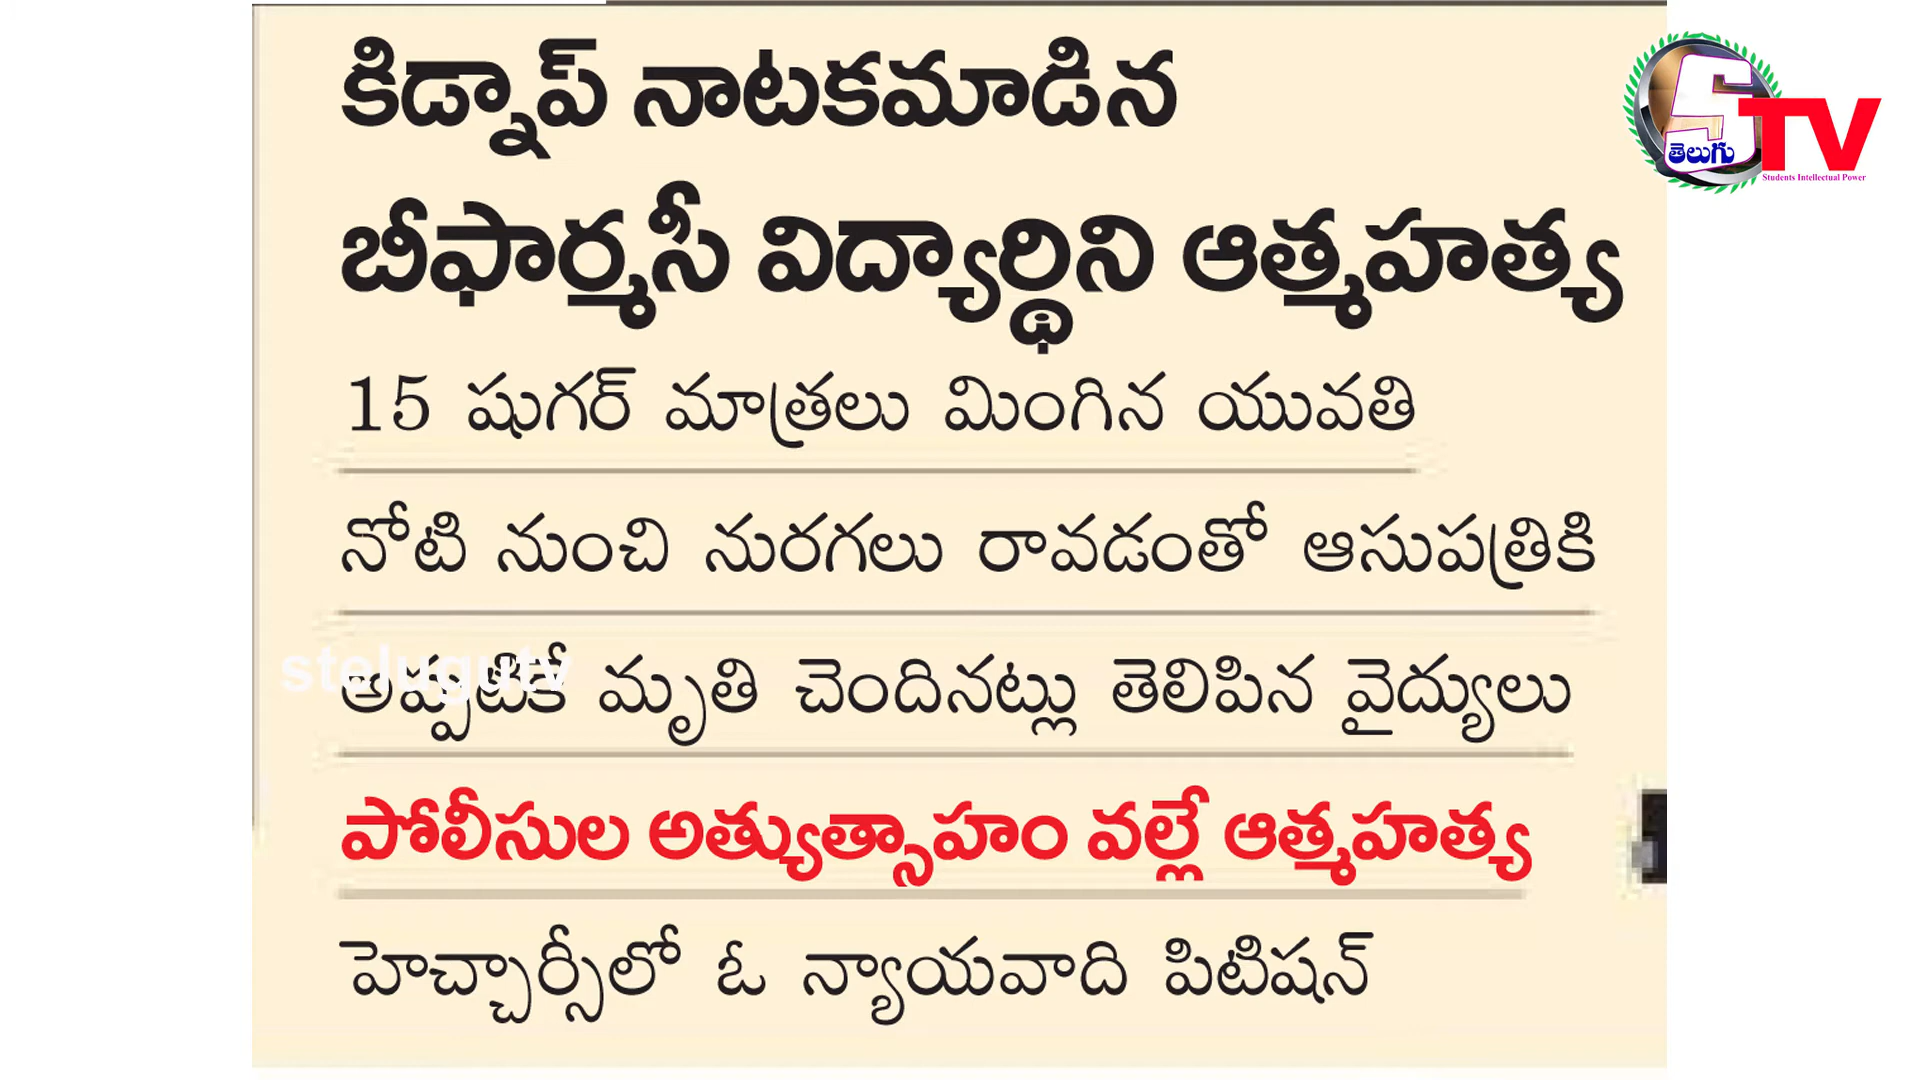 కిడ్నాప్ నాటకమాడిన
బీఫార్మసీ విద్యార్థిని ఆత్మహత్య
15 షుగర్ మాత్రలు మింగిన యువతి
నోటి నుంచి నురగలు రావడంతో ఆసుపత్రికి
అప్పటికే మృతి చెందినట్లు తెలిపిన వైద్యులు
పోలీసుల అత్యుత్సాహం వల్లే ఆత్మహత్య
హెచ్చార్సీలో ఓ న్యాయవాది పిటిషన్
S TV
తెలుగు
Students Intellectual Power
stelugutv